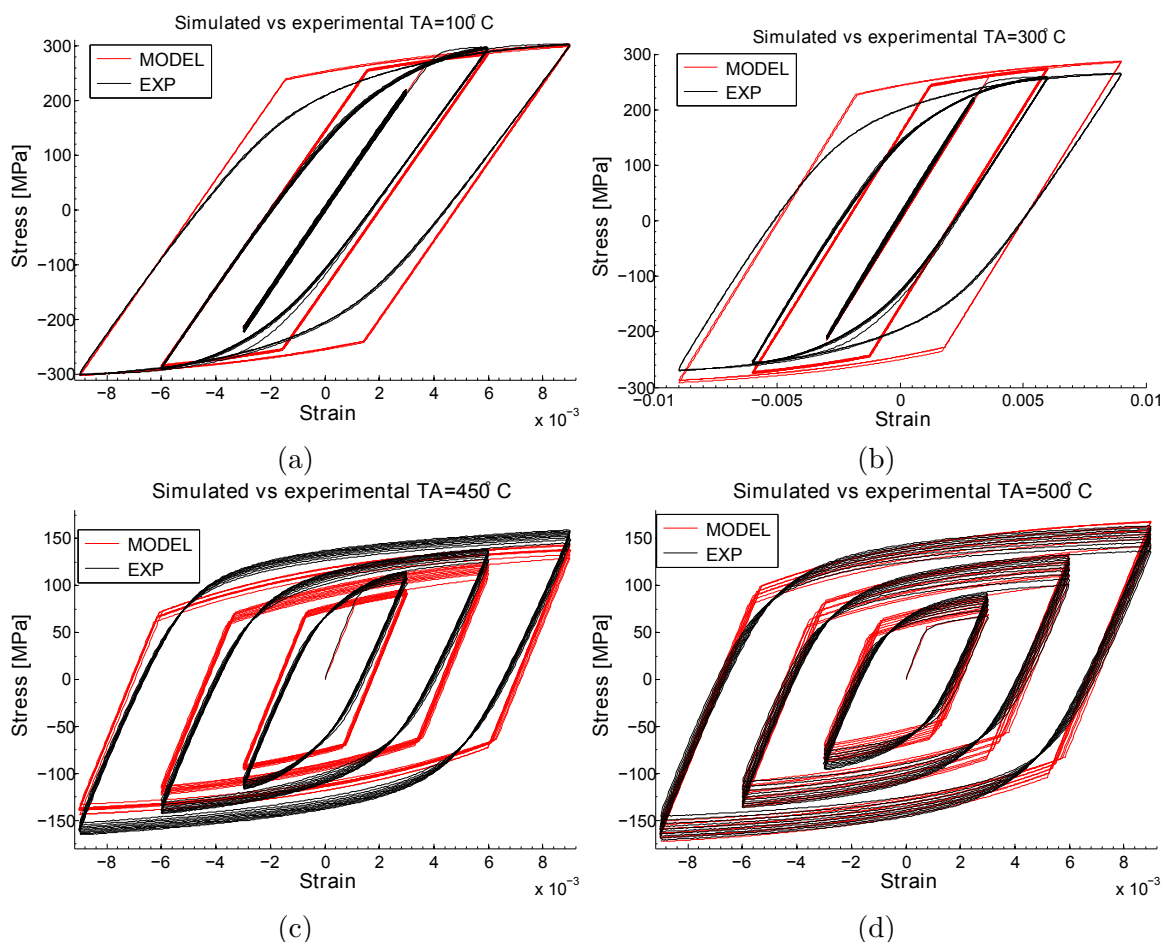 Simulated vs experimental TA=100° C
MODEL
EXP
Stress [MPa]
300
200
100
0
−100
−200
−300
−8 −6 −4 −2 0 2 4 6 8
Strain
x 10⁻³
(a)
Simulated vs experimental TA=300° C
MODEL
EXP
Stress [MPa]
300
200
100
0
−100
−200
−300
−0.01 −0.005 0 0.005 0.01
Strain
(b)
Simulated vs experimental TA=450° C
MODEL
EXP
Stress [MPa]
150
100
50
0
−50
−100
−150
−8 −6 −4 −2 0 2 4 6 8
Strain
x 10⁻³
(c)
Simulated vs experimental TA=500° C
MODEL
EXP
Stress [MPa]
150
100
50
0
−50
−100
−150
−8 −6 −4 −2 0 2 4 6 8
Strain
x 10⁻³
(d)